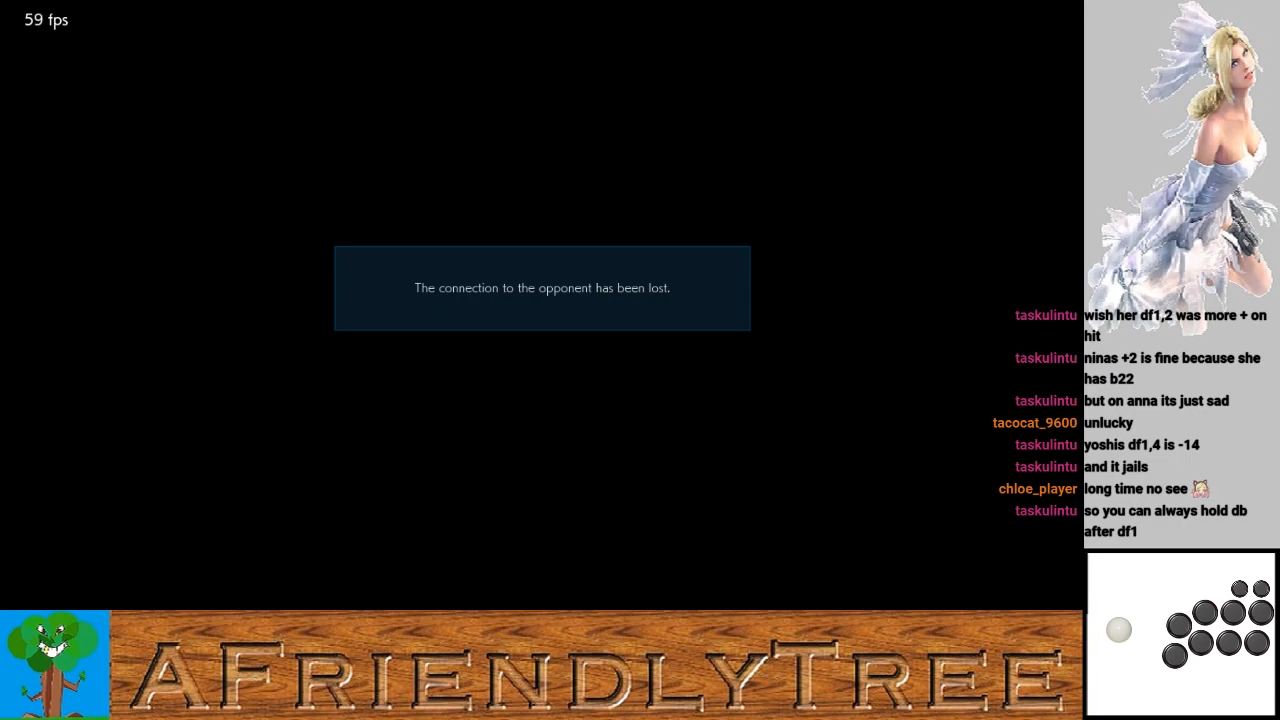 59 fps
The connection to the opponent has been lost.
taskulintu wish her df1,2 was more + on
hit
taskulintu ninas +2 is fine because she
has b22
taskulintu but on anna its just sad
tacocat_9600 unlucky
taskulintu yoshis df1,4 is -14
taskulintu and it jails
chloe_player long time no see
taskulintu so you can always hold db
after df1
AFRIENDLYTREE